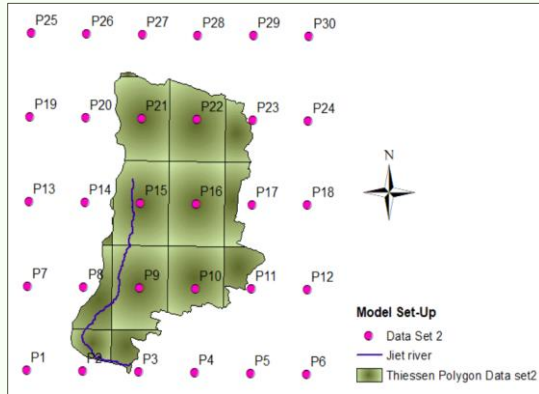 P25 P26 P27 P28 P29 P30
P19 P20 P21 P22 P23 P24
P13 P14 P15 P16 P17 P18
N
P7 P8 P9 P10 P11 P12
P1 P2 P3 P4 P5 P6
Model Set-Up
Data Set 2
Jiet river
Thiessen Polygon Data set2